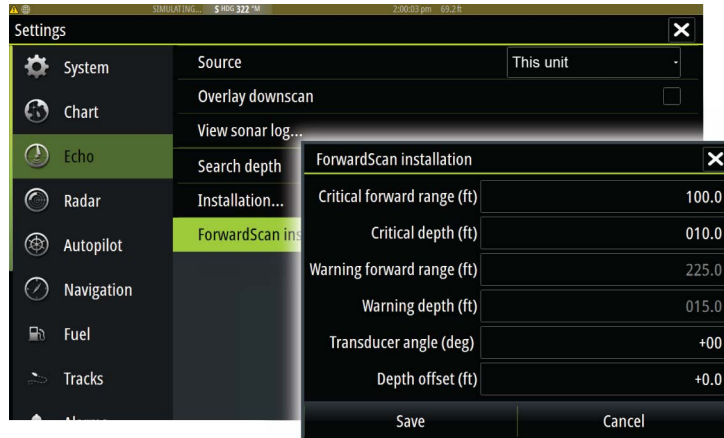 SIMULATING... S HDG 322 °M 2:00:03 pm 69.2 ft
Settings
System
Chart
Echo
Radar
Autopilot
Navigation
Fuel
Tracks
Source This unit
Overlay downscan
View sonar log...
Search depth
Installation...
ForwardScan ins
ForwardScan installation
Critical forward range (ft) 100.0
Critical depth (ft) 010.0
Warning forward range (ft) 225.0
Warning depth (ft) 015.0
Transducer angle (deg) +00
Depth offset (ft) +0.0
Save Cancel